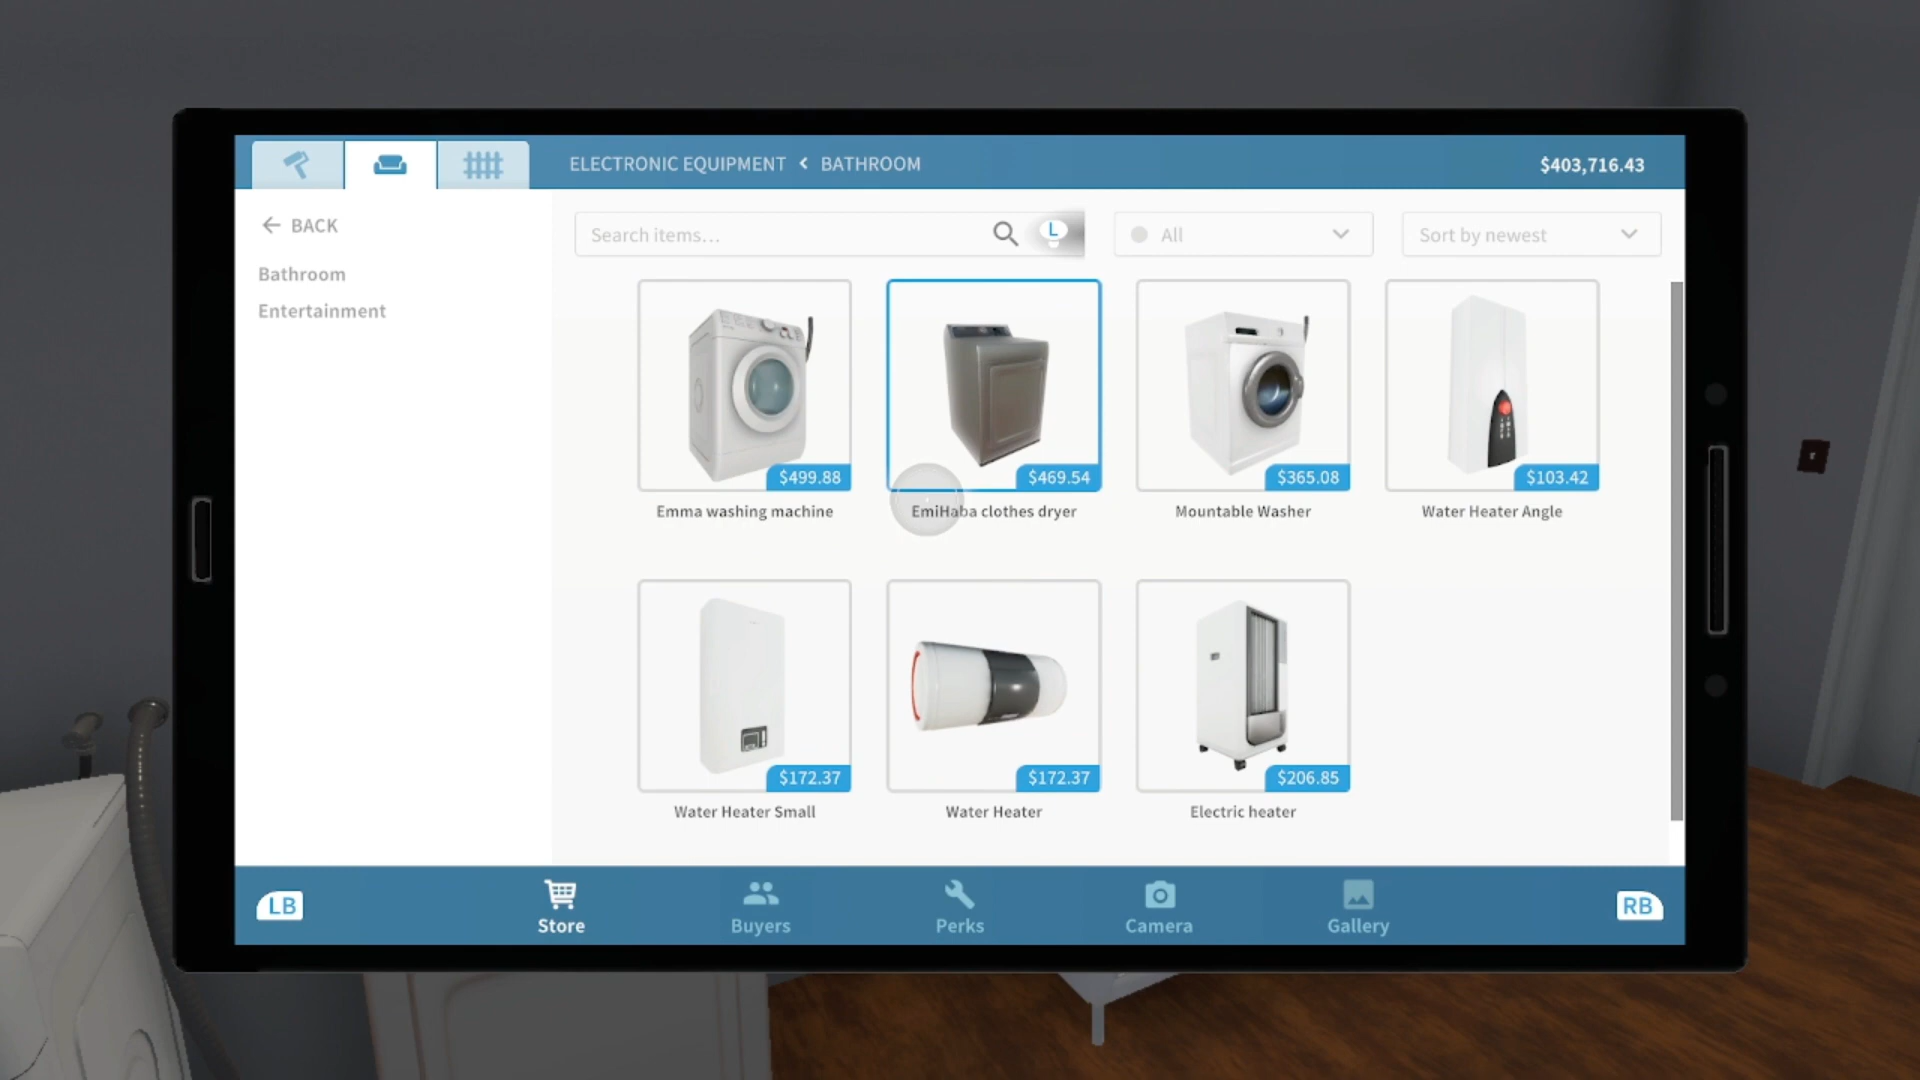 ELECTRONIC EQUIPMENT < BATHROOM
$403,716.43
BACK
Bathroom
Entertainment
Search items...
L
All
Sort by newest
$499.88
$469.54
$365.08
$103.42
Emma washing machine
EmiHaba clothes dryer
Mountable Washer
Water Heater Angle
$172.37
$172.37
$206.85
Water Heater Small
Water Heater
Electric heater
LB
Store
Buyers
Perks
Camera
Gallery
RB